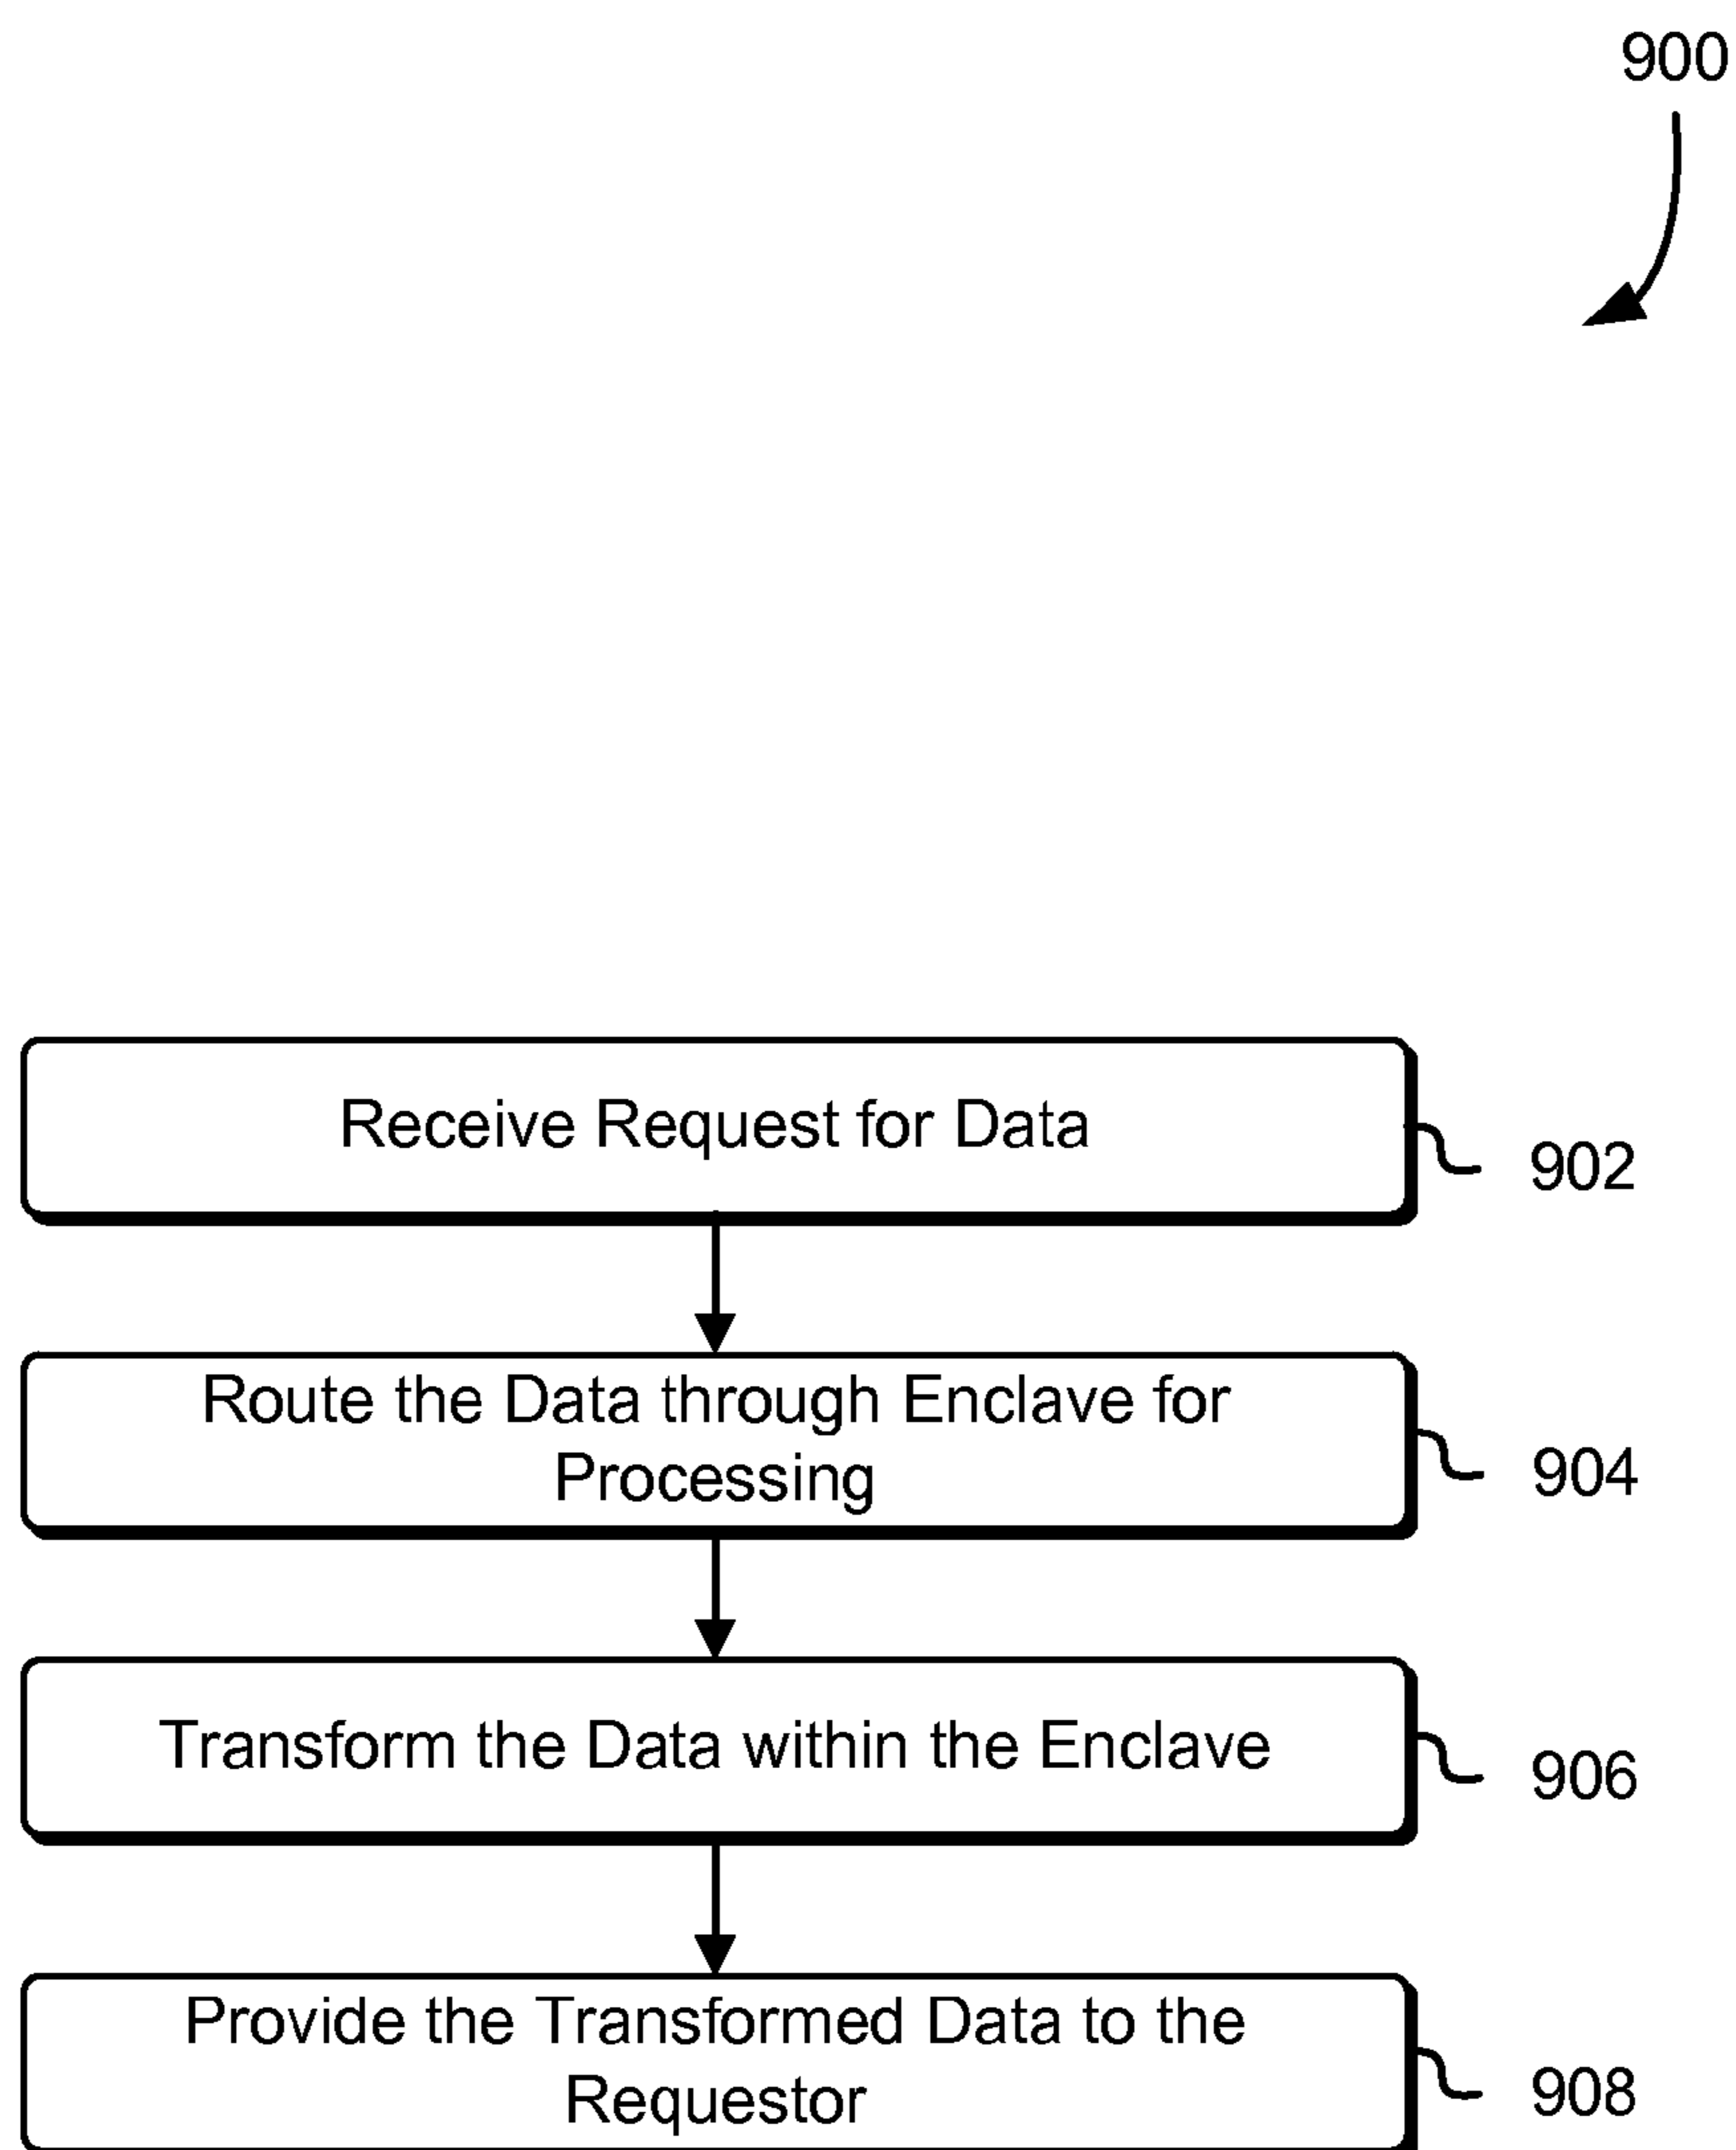 900
Receive Request for Data
902
Route the Data through Enclave for
Processing
904
Transform the Data within the Enclave
906
Provide the Transformed Data to the
Requestor
908